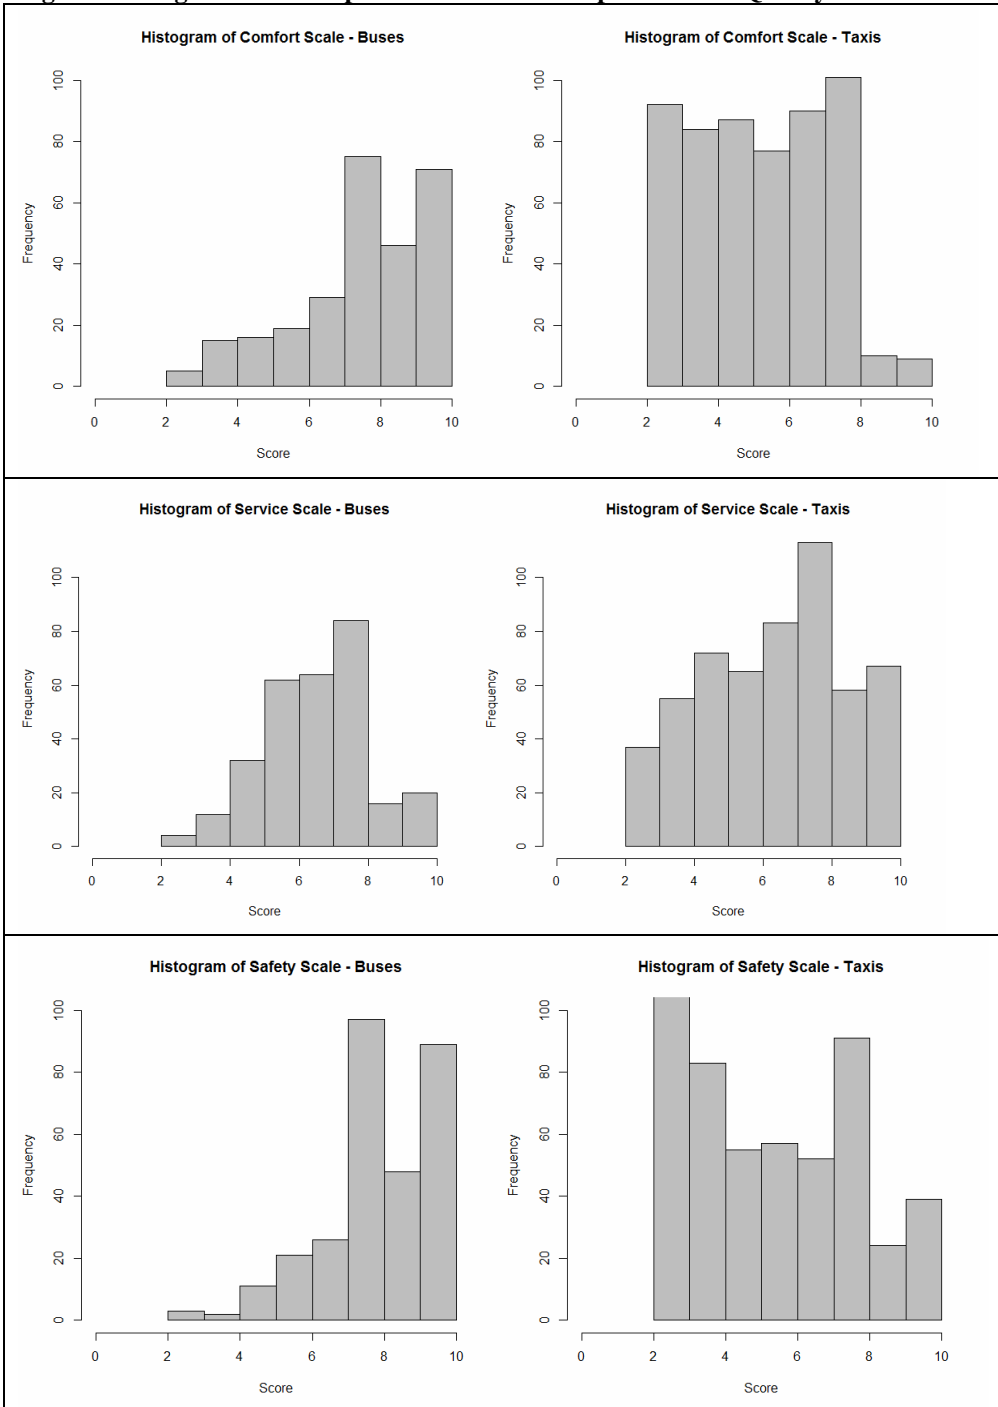 Histogram of Comfort Scale - Buses
Frequency
0 20 40 60 80 100
0 2 4 6 8 10
Score
Histogram of Comfort Scale - Taxis
Frequency
0 20 40 60 80 100
0 2 4 6 8 10
Score
Histogram of Service Scale - Buses
Frequency
0 20 40 60 80 100
0 2 4 6 8 10
Score
Histogram of Service Scale - Taxis
Frequency
0 20 40 60 80 100
0 2 4 6 8 10
Score
Histogram of Safety Scale - Buses
Frequency
0 20 40 60 80 100
0 2 4 6 8 10
Score
Histogram of Safety Scale - Taxis
Frequency
0 20 40 60 80 100
0 2 4 6 8 10
Score